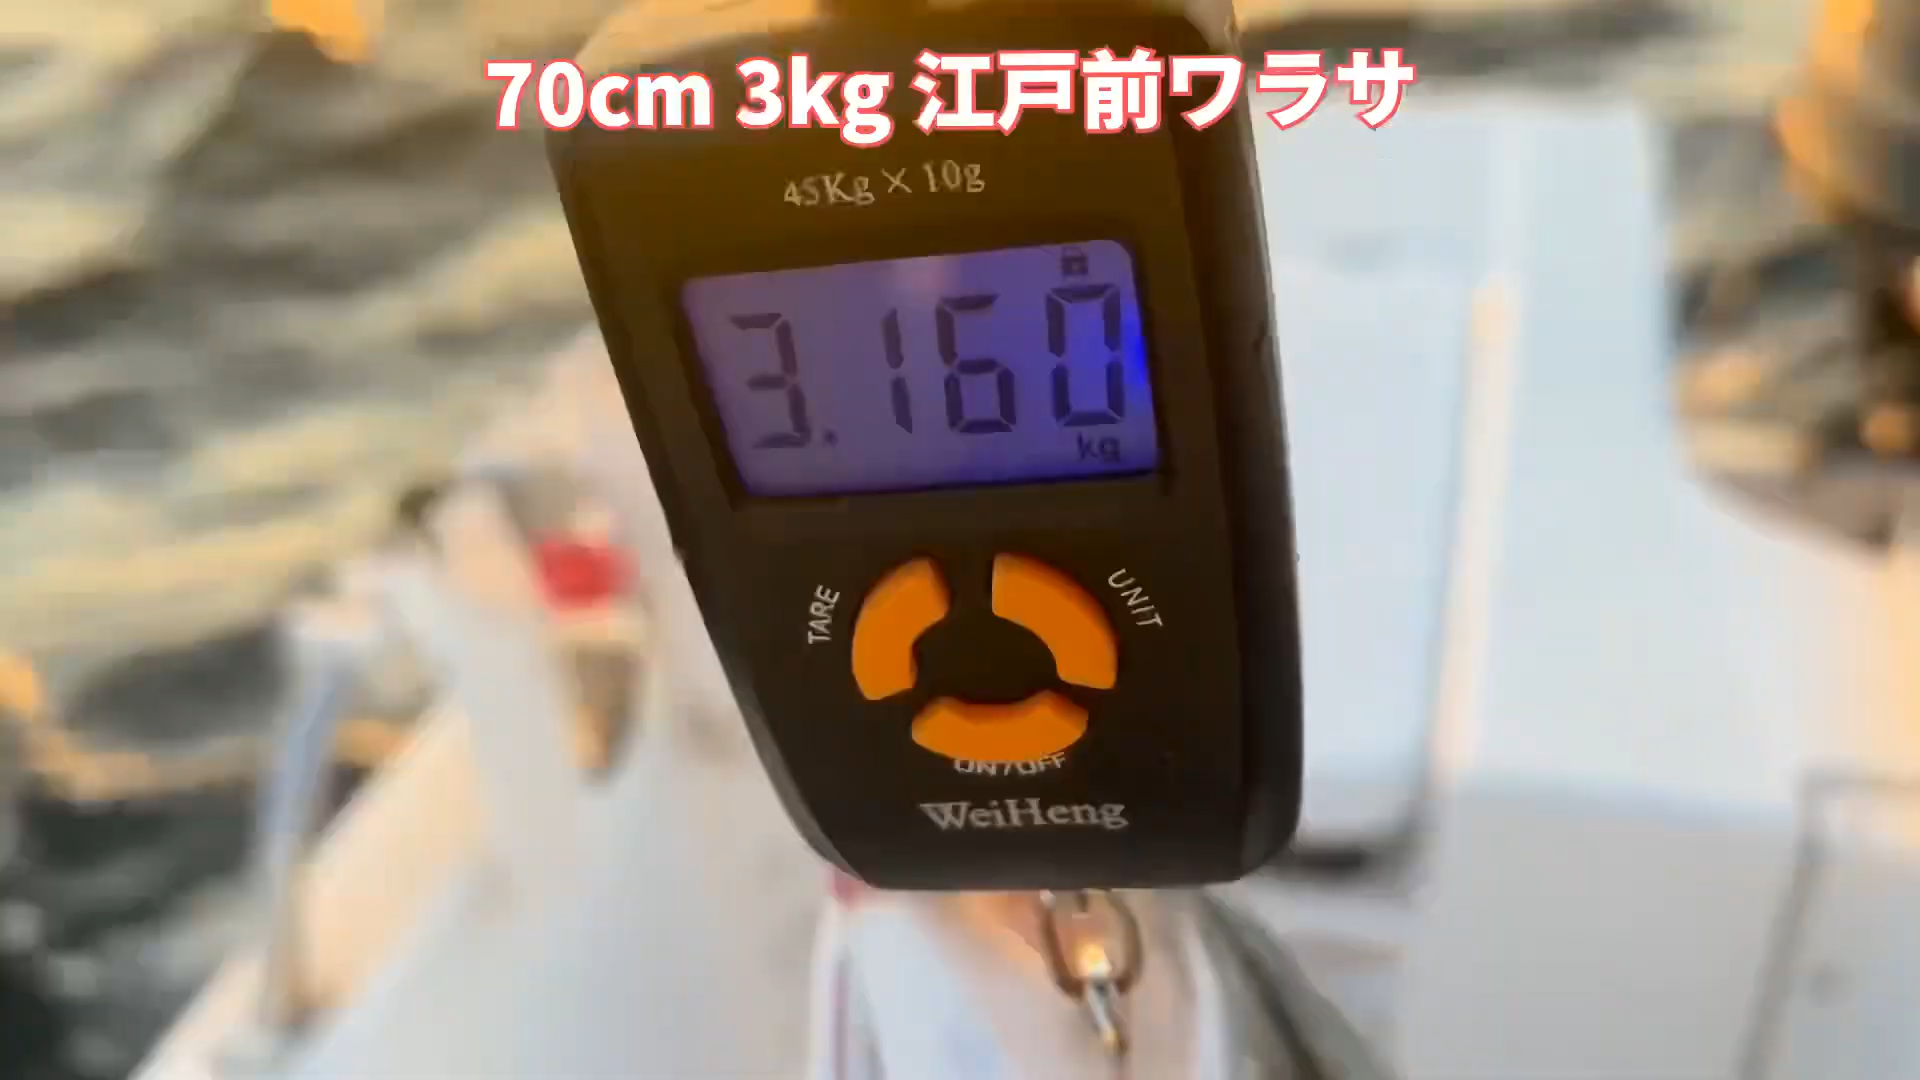 70cm 3kg 江戸前ワラサ
45Kg × 10g
3.160
kg
TARE
UNIT
ON/OFF
WeiHeng